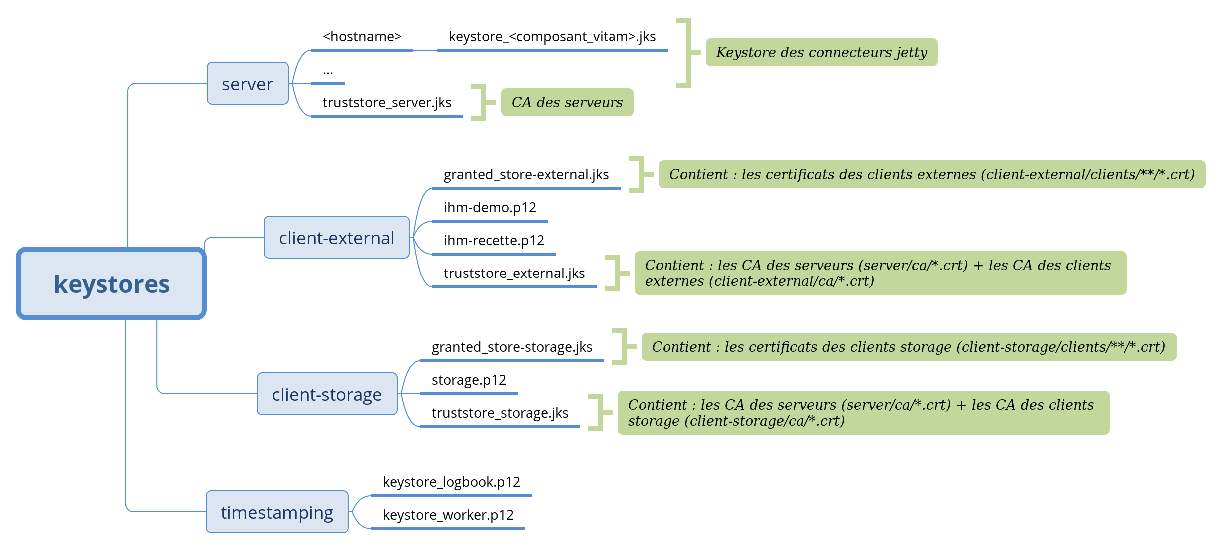 keystores
server
<hostname>
keystore_<composant_vitam>.jks
Keystore des connecteurs jetty
...
truststore_server.jks
CA des serveurs
client-external
granted_store-external.jks
Contient : les certificats des clients externes (client-external/clients/**/*.crt)
ihm-demo.p12
ihm-recette.p12
truststore_external.jks
Contient : les CA des serveurs (server/ca/*.crt) + les CA des clients
externes (client-external/ca/*.crt)
client-storage
granted_store-storage.jks
Contient : les certificats des clients storage (client-storage/clients/**/*.crt)
storage.p12
truststore_storage.jks
Contient : les CA des serveurs (server/ca/*.crt) + les CA des clients
storage (client-storage/ca/*.crt)
timestamping
keystore_logbook.p12
keystore_worker.p12